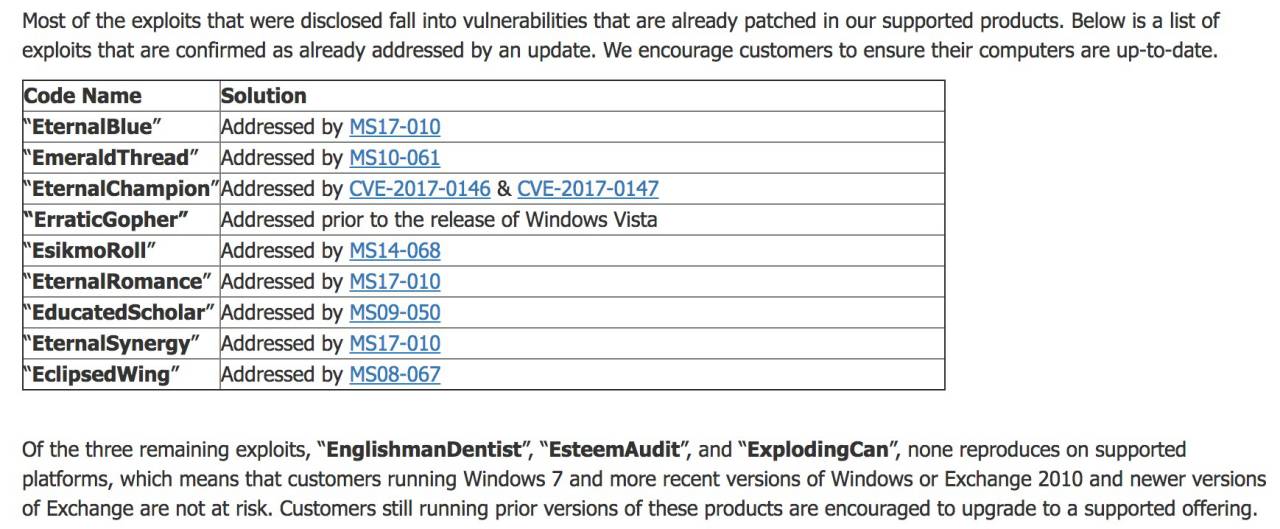 Most of the exploits that were disclosed fall into vulnerabilities that are already patched in our supported products. Below is a list of
exploits that are confirmed as already addressed by an update. We encourage customers to ensure their computers are up-to-date.
Code Name Solution
“EternalBlue” Addressed by MS17-010
“EmeraldThread” Addressed by MS10-061
“EternalChampion” Addressed by CVE-2017-0146 & CVE-2017-0147
“ErraticGopher” Addressed prior to the release of Windows Vista
“EsikmoRoll” Addressed by MS14-068
“EternalRomance” Addressed by MS17-010
“EducatedScholar” Addressed by MS09-050
“EternalSynergy” Addressed by MS17-010
“EclipsedWing” Addressed by MS08-067
Of the three remaining exploits, “EnglishmanDentist”, “EsteemAudit”, and “ExplodingCan”, none reproduces on supported
platforms, which means that customers running Windows 7 and more recent versions of Windows or Exchange 2010 and newer versions
of Exchange are not at risk. Customers still running prior versions of these products are encouraged to upgrade to a supported offering.